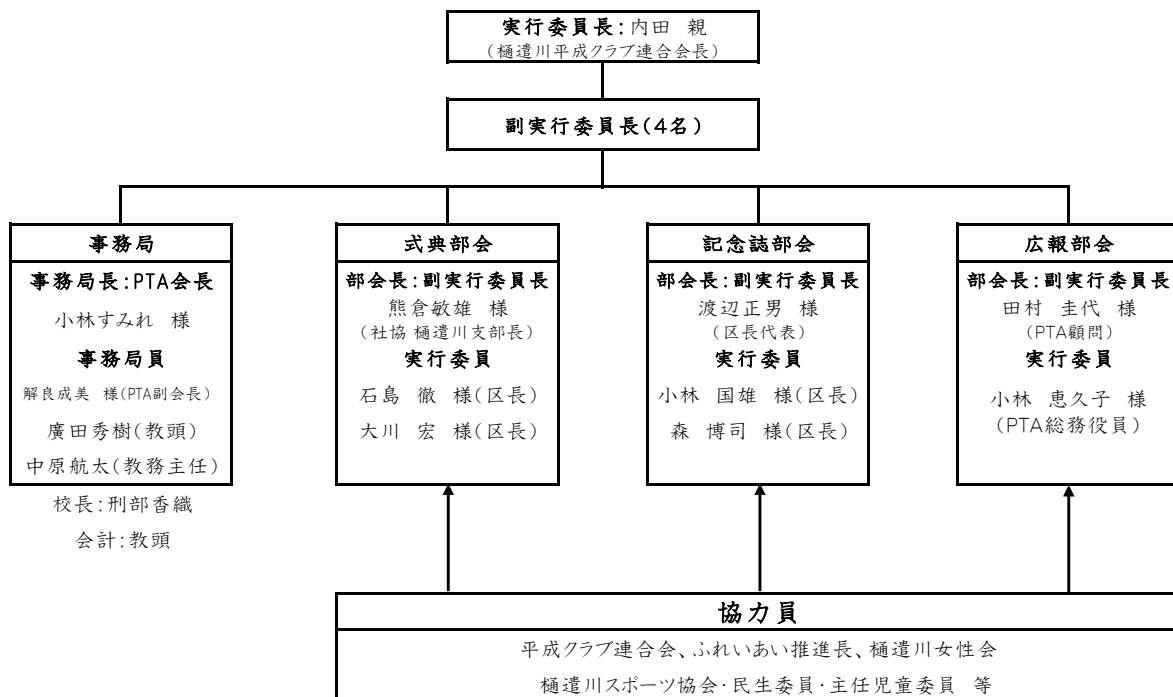 実行委員長:内田 親
(樋遣川平成クラブ連合会長)
副実行委員長(4名)
事務局
事務局長:PTA会長
小林すみれ 様
事務局員
解良成美 様(PTA副会長)
廣田秀樹(教頭)
中原航太(教務主任)
校長:刑部香織
会計:教頭
式典部会
部会長:副実行委員長
熊倉敏雄 様
(社協 樋遣川支部長)
実行委員
石島 徹 様(区長)
大川 宏 様(区長)
記念誌部会
部会長:副実行委員長
渡辺正男 様
(区長代表)
実行委員
小林 国雄 様(区長)
森 博司 様(区長)
広報部会
部会長:副実行委員長
田村 圭代 様
(PTA顧問)
実行委員
小林 恵久子 様
(PTA総務役員)
協力員
平成クラブ連合会、ふれいあい推進長、樋遣川女性会
樋遣川スポーツ協会・民生委員・主任児童委員 等